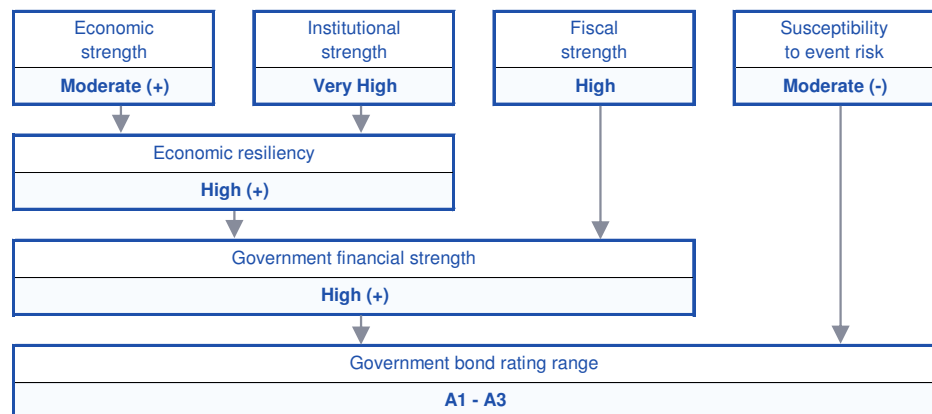 Economic
strength
Moderate (+)
Institutional
strength
Very High
Fiscal
strength
High
Susceptibility
to event risk
Moderate (-)
Economic resiliency
High (+)
Government financial strength
High (+)
Government bond rating range
A1 - A3